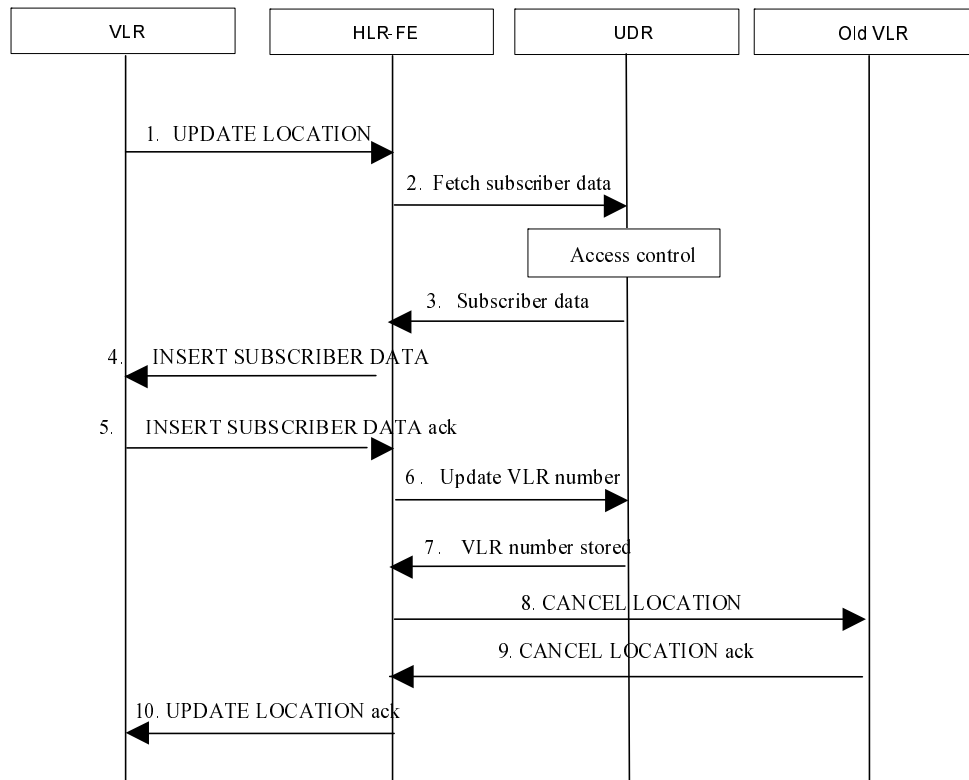 VLR
HLR-FE
UDR
Old VLR
1. UPDATE LOCATION
2. Fetch subscriber data
Access control
3. Subscriber data
4. INSERT SUBSCRIBER DATA
5. INSERT SUBSCRIBER DATA ack
6. Update VLR number
7. VLR number stored
8. CANCEL LOCATION
9. CANCEL LOCATION ack
10. UPDATE LOCATION ack